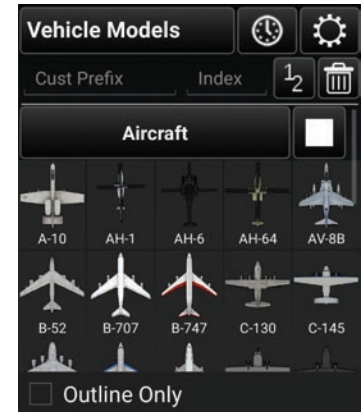 Vehicle Models
Cust Prefix Index 1 2
Aircraft
A-10 AH-1 AH-6 AH-64 AV-8B
B-52 B-707 B-747 C-130 C-145
Outline Only